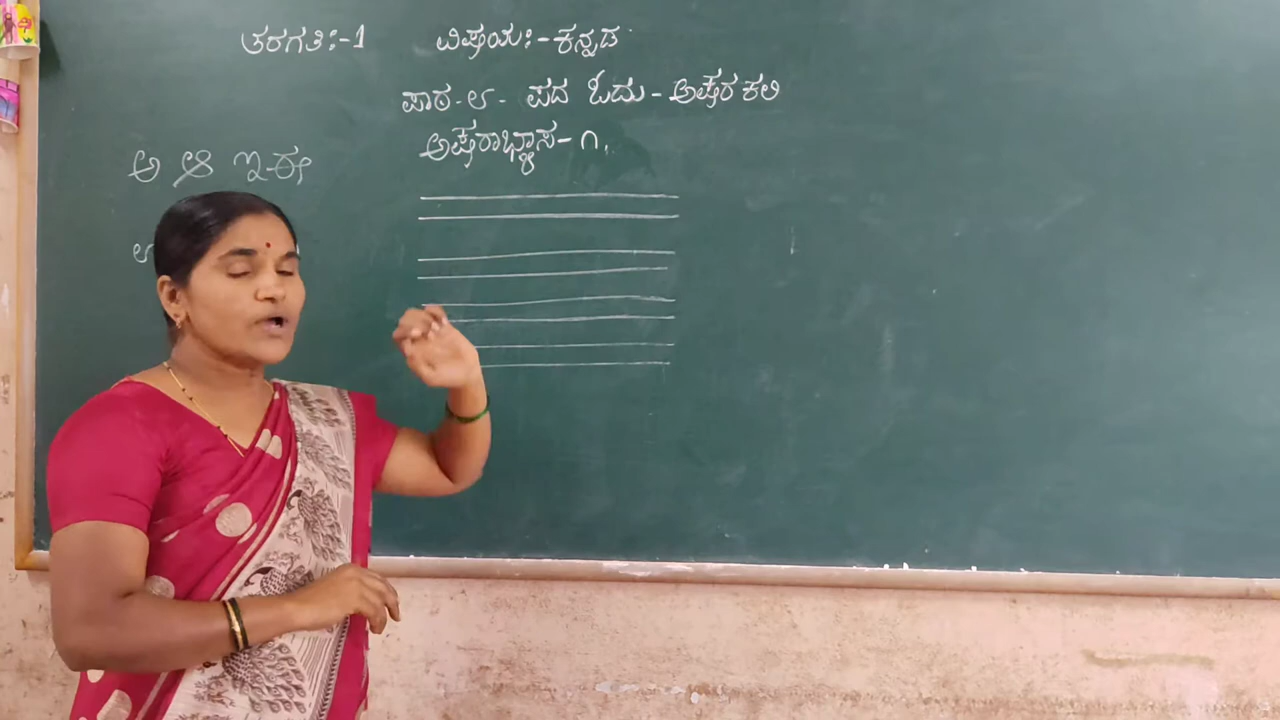 ತರಗತಿ:-1 ವಿಷಯ:-ಕನ್ನಡ
ಪಾಠ-೮- ಪದ ಓದು-ಅಕ್ಷರ ಕಲಿ
ಅಕ್ಷರಾಭ್ಯಾಸ-೧.
ಅ ಆ ಇ-ಈ